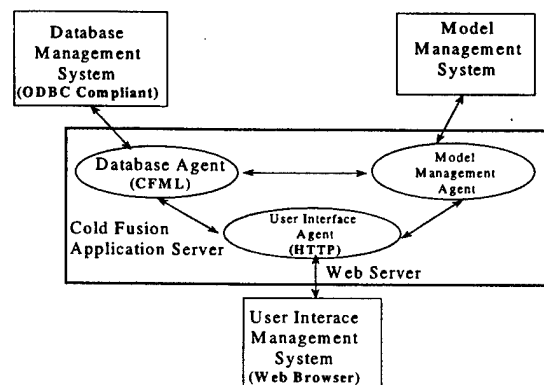 Database
Management
System
(ODBC Compliant)
Model
Management
System
Database Agent
(CFML)
Model
Management
Agent
User Interface
Agent
(HTTP)
Cold Fusion
Application Server
Web Server
User Interace
Management
System
(Web Browser)